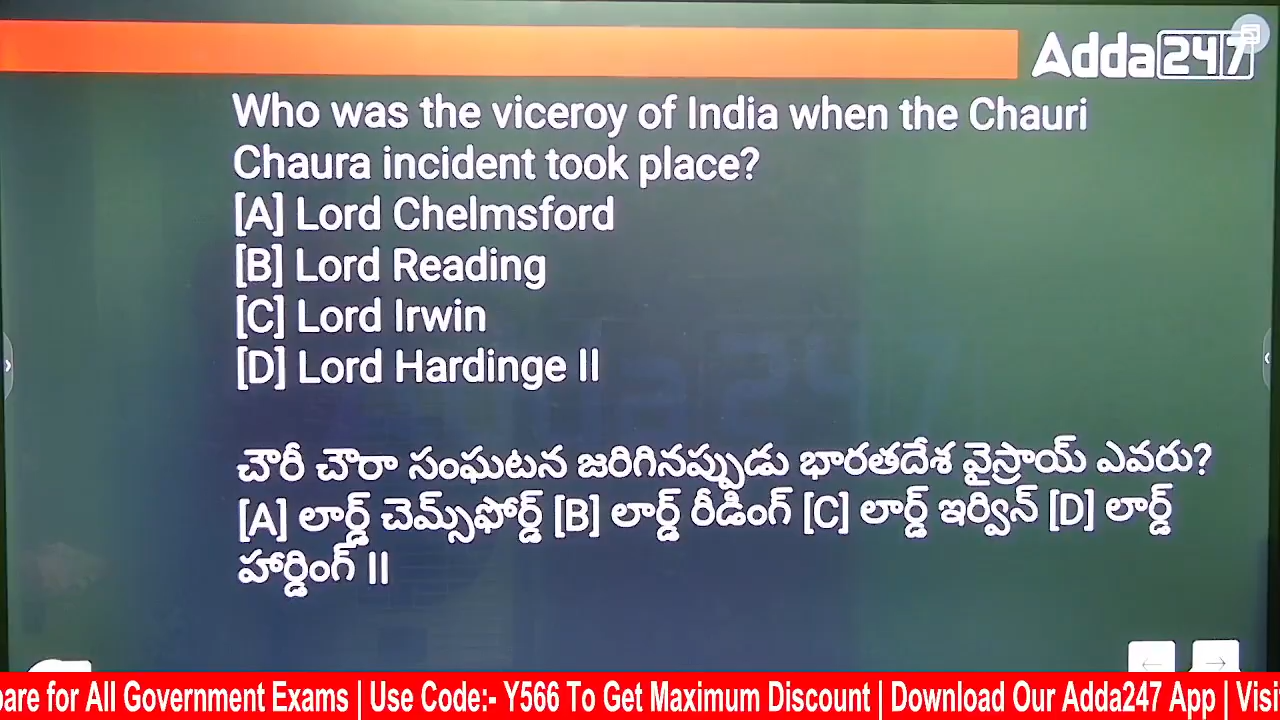 Adda247
Who was the viceroy of India when the Chauri
Chaura incident took place?
[A] Lord Chelmsford
[B] Lord Reading
[C] Lord Irwin
[D] Lord Hardinge II
చౌరీ చౌరా సంఘటన జరిగినప్పుడు భారతదేశ వైస్రాయ్ ఎవరు?
[A] లార్డ్ చెమ్స్‌ఫోర్డ్ [B] లార్డ్ రీడింగ్ [C] లార్డ్ ఇర్విన్ [D] లార్డ్
హార్డింగ్ II
pare for All Government Exams | Use Code:- Y566 To Get Maximum Discount | Download Our Adda247 App | Visi